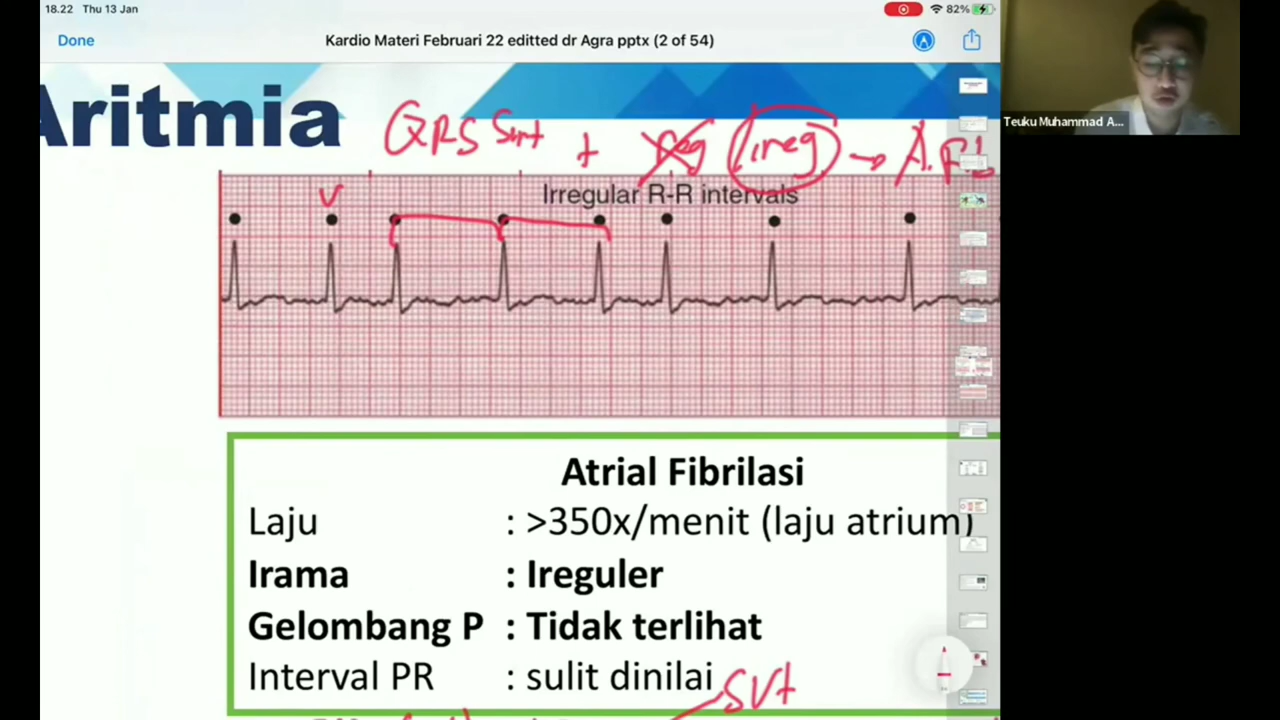 18.22 Thu 13 Jan
82%
Done
Kardio Materi Februari 22 editted dr Agra pptx (2 of 54)
Teuku Muhammad A...
Aritmia
QRS + (ireg) →
V
Irregular R-R intervals
Atrial Fibrilasi
Laju : >350x/menit (laju atrium)
Irama : Ireguler
Gelombang P : Tidak terlihat
Interval PR : sulit dinilai
SVT